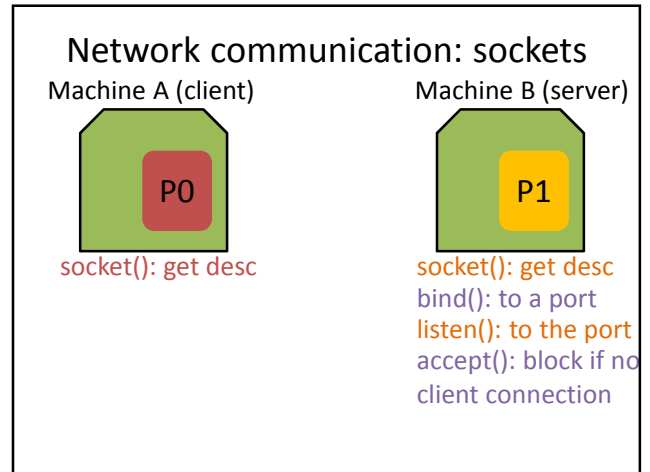 Network communication: sockets
Machine A (client)
Machine B (server)
P0
P1
socket(): get desc
socket(): get desc
bind(): to a port
listen(): to the port
accept(): block if no
client connection